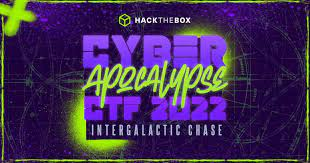 HACKTHEBOX
CYBER
APOCALYPSE
CTF 2022
INTERGALACTIC CHASE